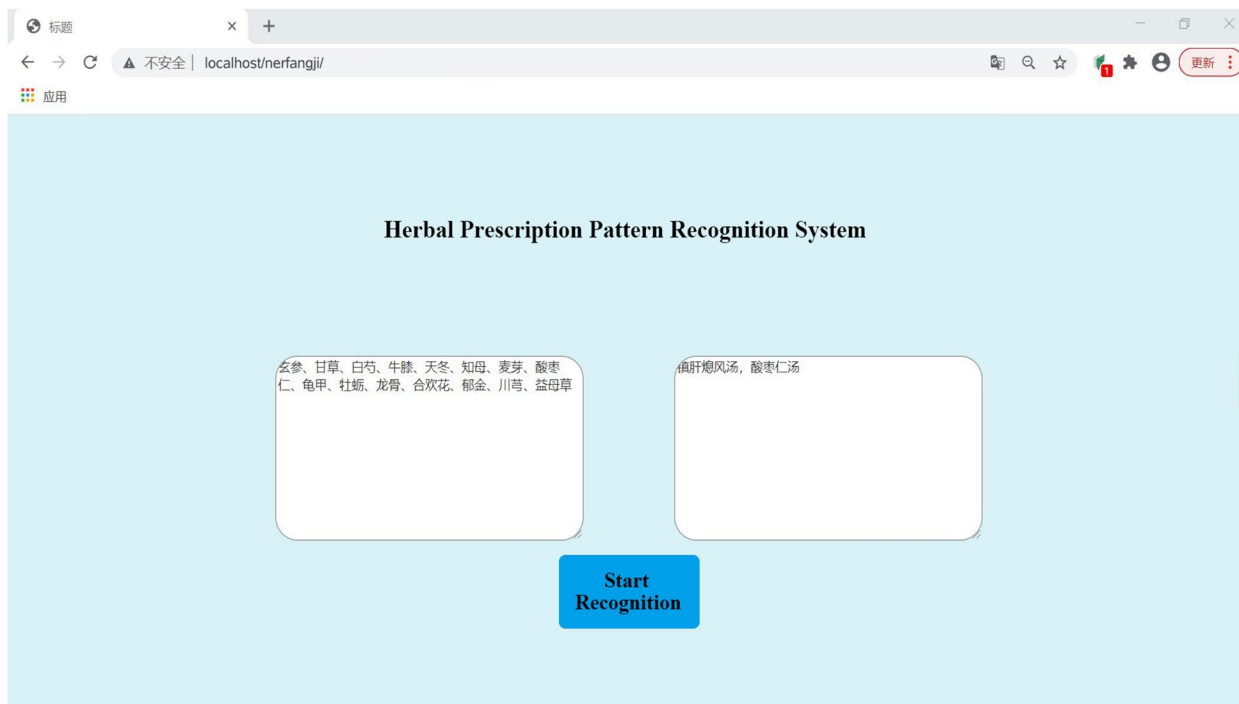 标题
不安全 localhost/nerfangji/
1
更新
应用
Herbal Prescription Pattern Recognition System
玄参、甘草、白芍、牛膝、天冬、知母、麦芽、酸枣
仁、龟甲、牡蛎、龙骨、合欢花、郁金、川芎、益母草
镇肝熄风汤，酸枣仁汤
Start
Recognition